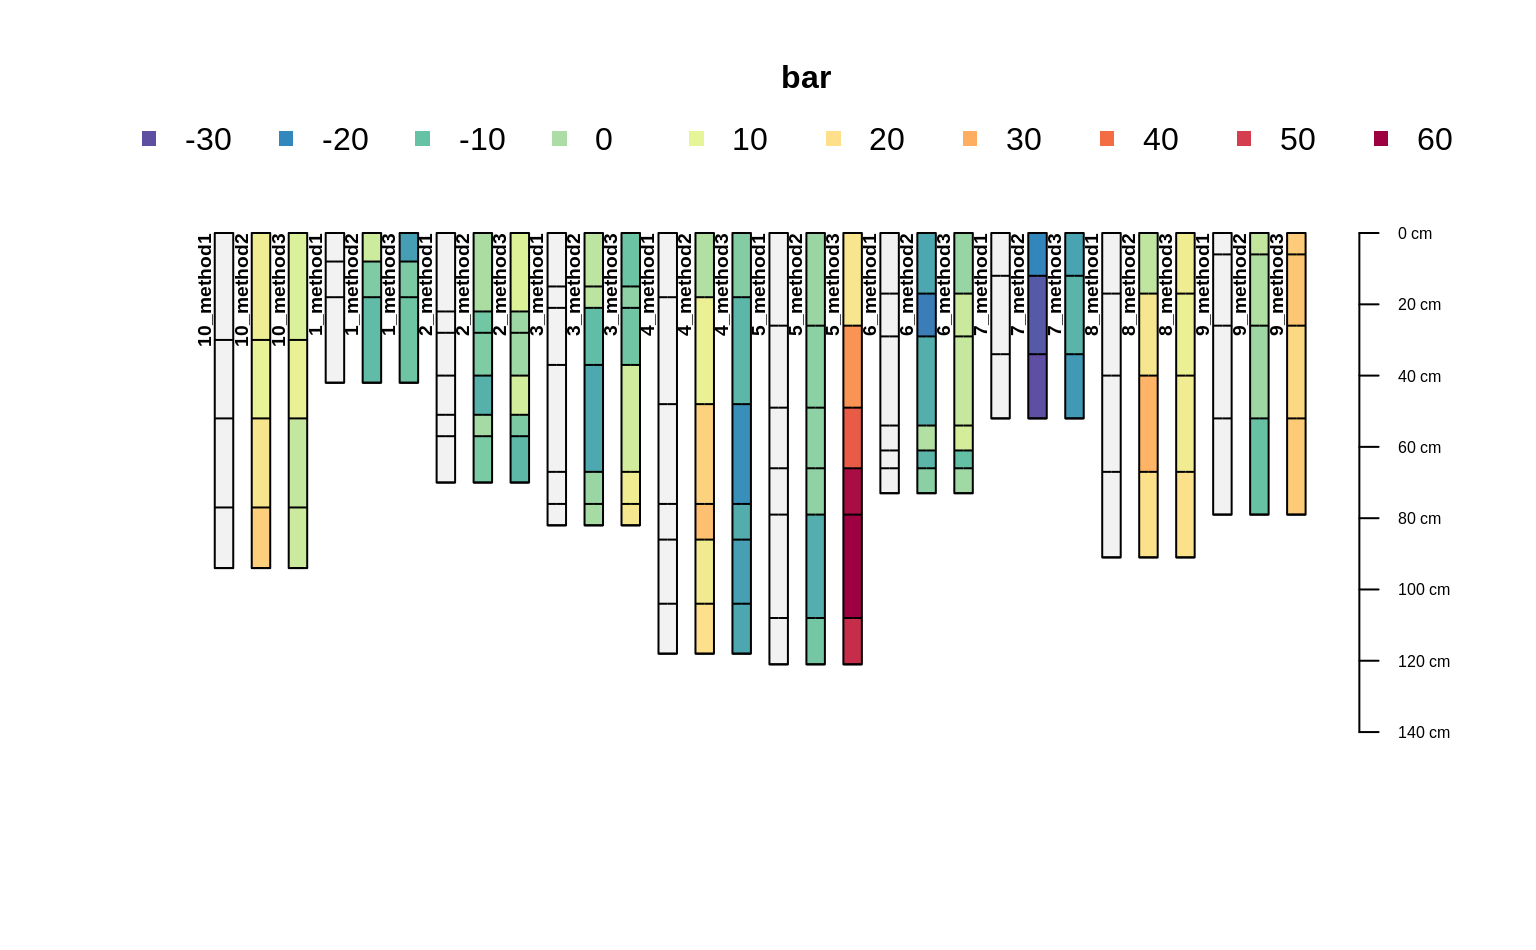 bar
-30 -20 -10 0 10 20 30 40 50 60
10_method1
10_method2
10_method3
1_method1
1_method2
1_method3
2_method1
2_method2
2_method3
3_method1
3_method2
3_method3
4_method1
4_method2
4_method3
5_method1
5_method2
5_method3
6_method1
6_method2
6_method3
7_method1
7_method2
7_method3
8_method1
8_method2
8_method3
9_method1
9_method2
9_method3
0 cm
20 cm
40 cm
60 cm
80 cm
100 cm
120 cm
140 cm